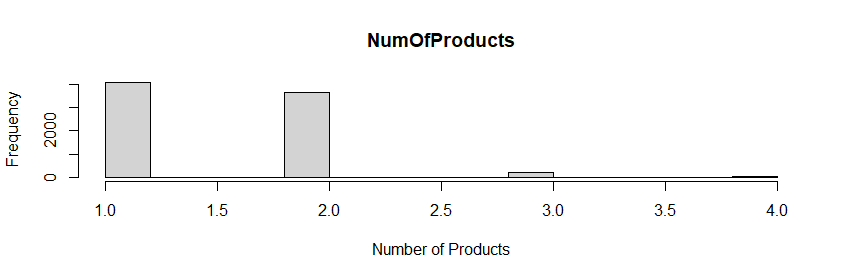 NumOfProducts
Frequency
2000
0
1.0 1.5 2.0 2.5 3.0 3.5 4.0
Number of Products